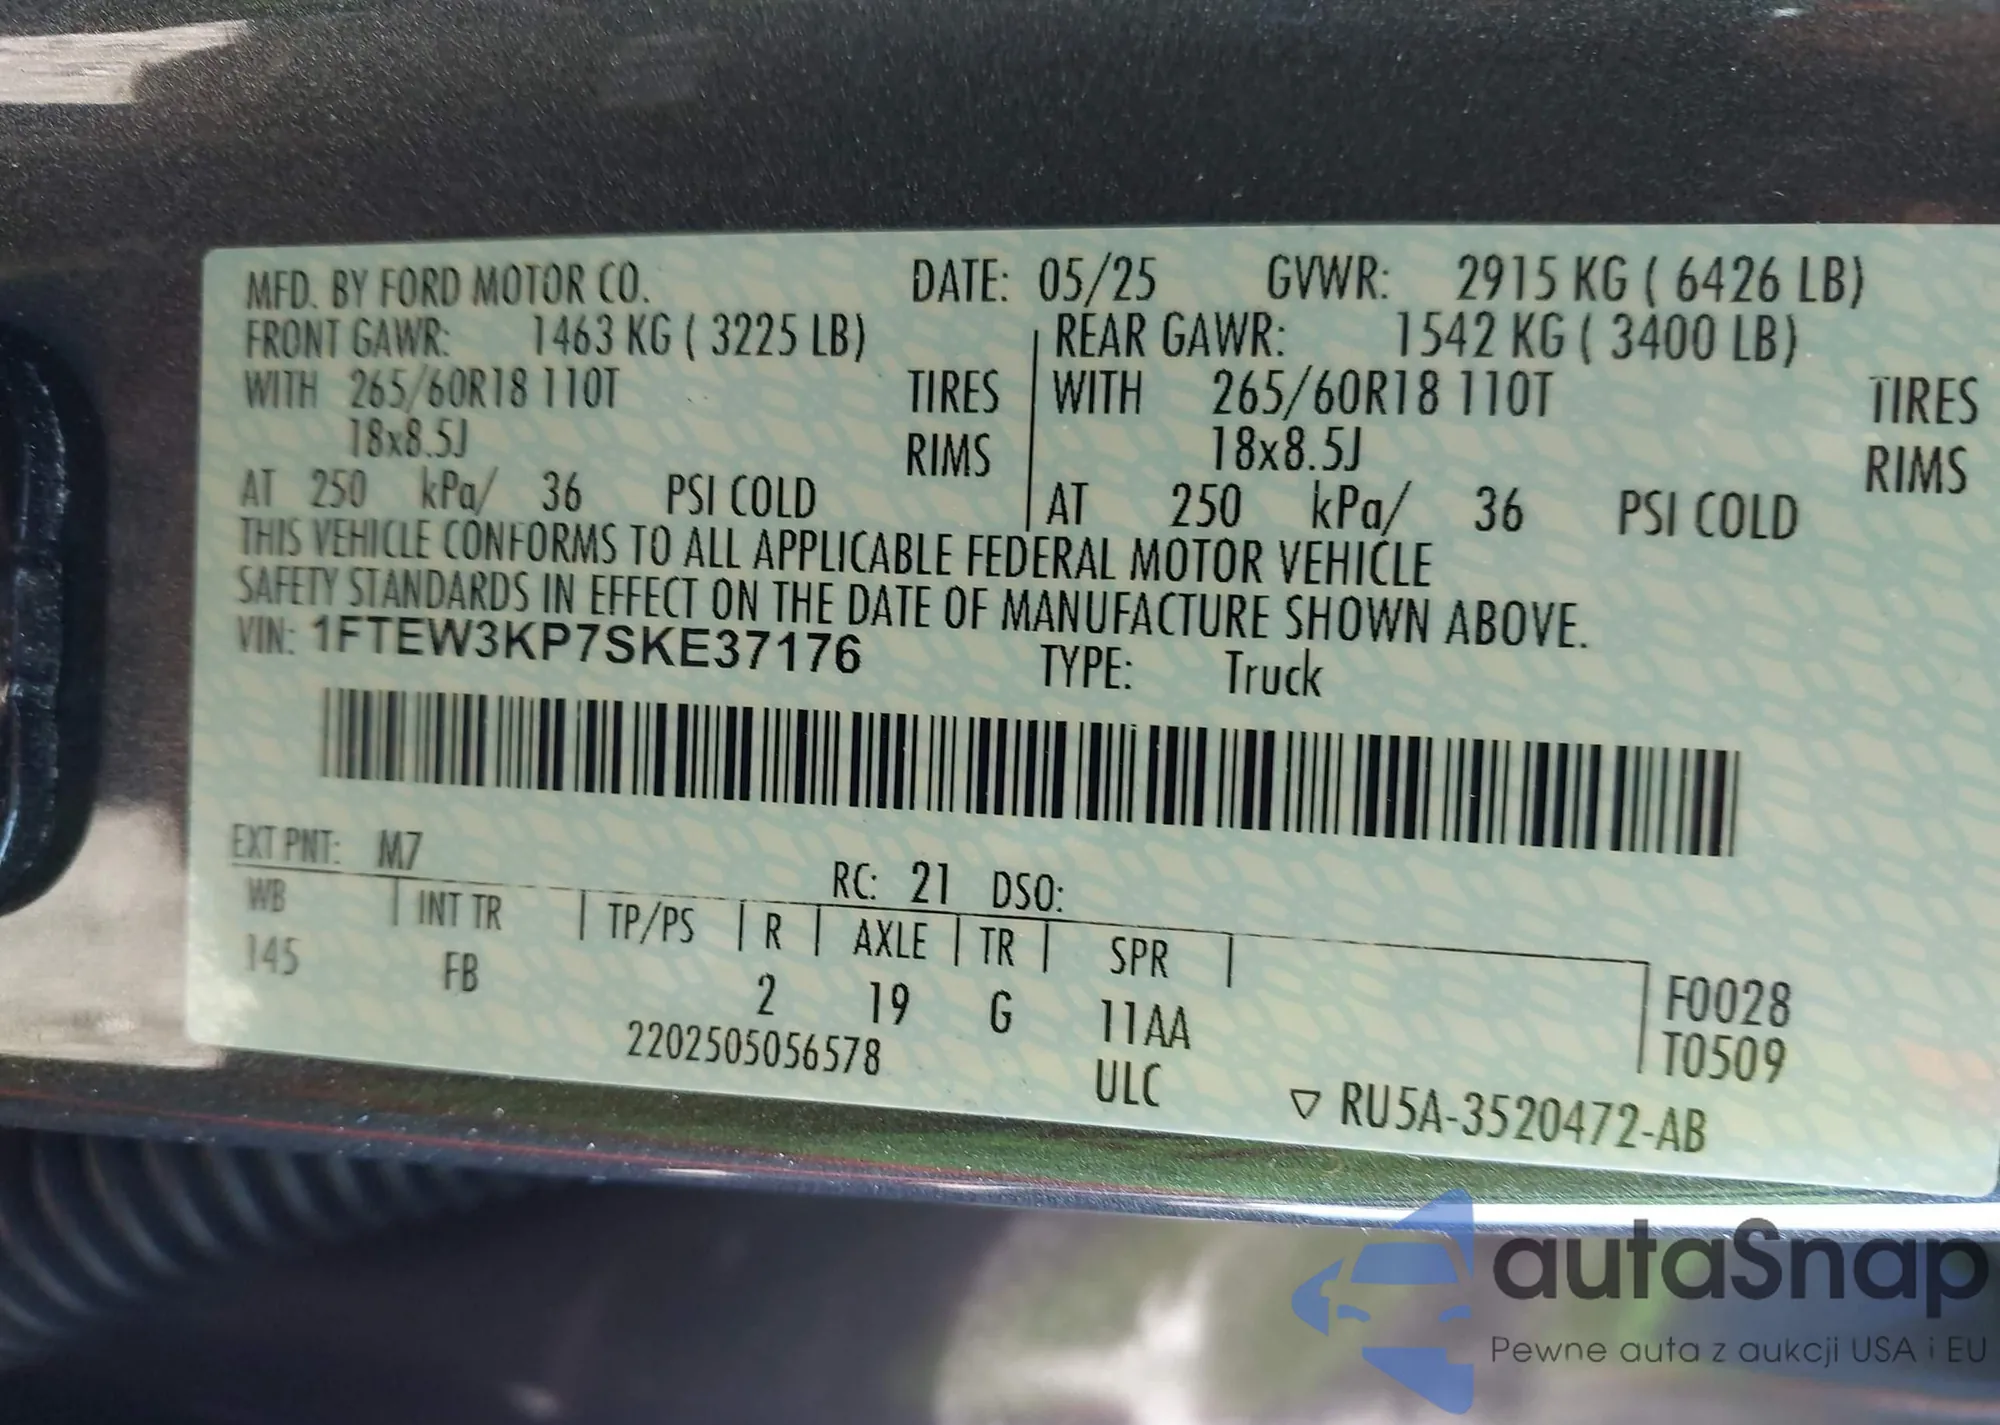 MFD. BY FORD MOTOR CO. DATE: 05/25 GVWR: 2915 KG ( 6426 LB)
FRONT GAWR: 1463 KG ( 3225 LB) REAR GAWR: 1542 KG ( 3400 LB)
WITH 265/60R18 110T TIRES WITH 265/60R18 110T TIRES
18x8.5J RIMS 18x8.5J RIMS
AT 250 kPa/ 36 PSI COLD AT 250 kPa/ 36 PSI COLD
THIS VEHICLE CONFORMS TO ALL APPLICABLE FEDERAL MOTOR VEHICLE
SAFETY STANDARDS IN EFFECT ON THE DATE OF MANUFACTURE SHOWN ABOVE.
VIN: 1FTEW3KP7SKE37176 TYPE: Truck
EXT PNT: M7 RC: 21 DSO:
WB INT TR TP/PS R AXLE TR SPR
145 FB 2 19 G 11AA F0028
T0509
2202505056578 ULC ▽ RU5A-3520472-AB
autaSnap
Pewne auta z aukcji USA i EU